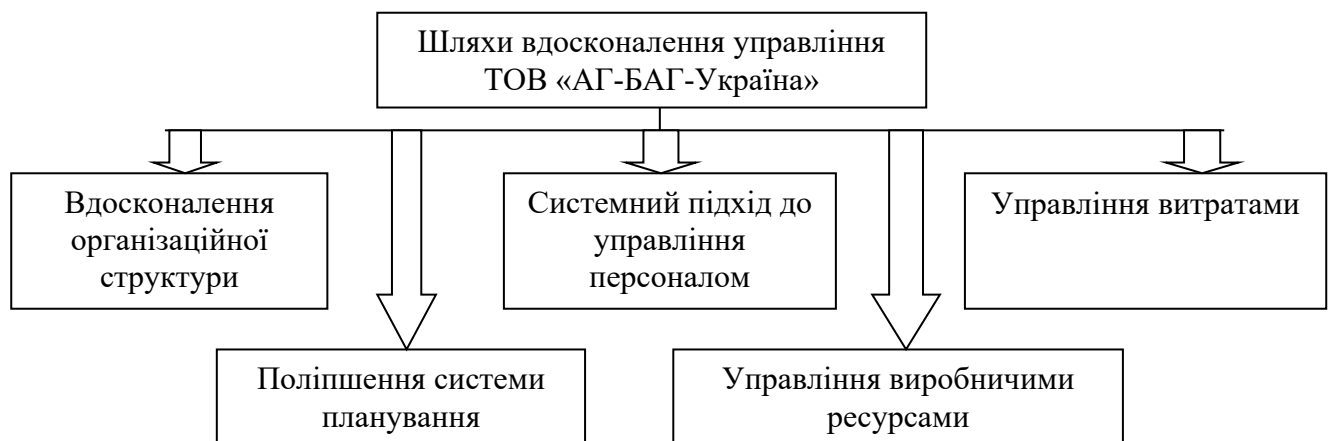 Шляхи вдосконалення управління
ТОВ «АГ-БАГ-Україна»
Вдосконалення
організаційної
структури
Системний підхід до
управління
персоналом
Управління витратами
Поліпшення системи
планування
Управління виробничими
ресурсами